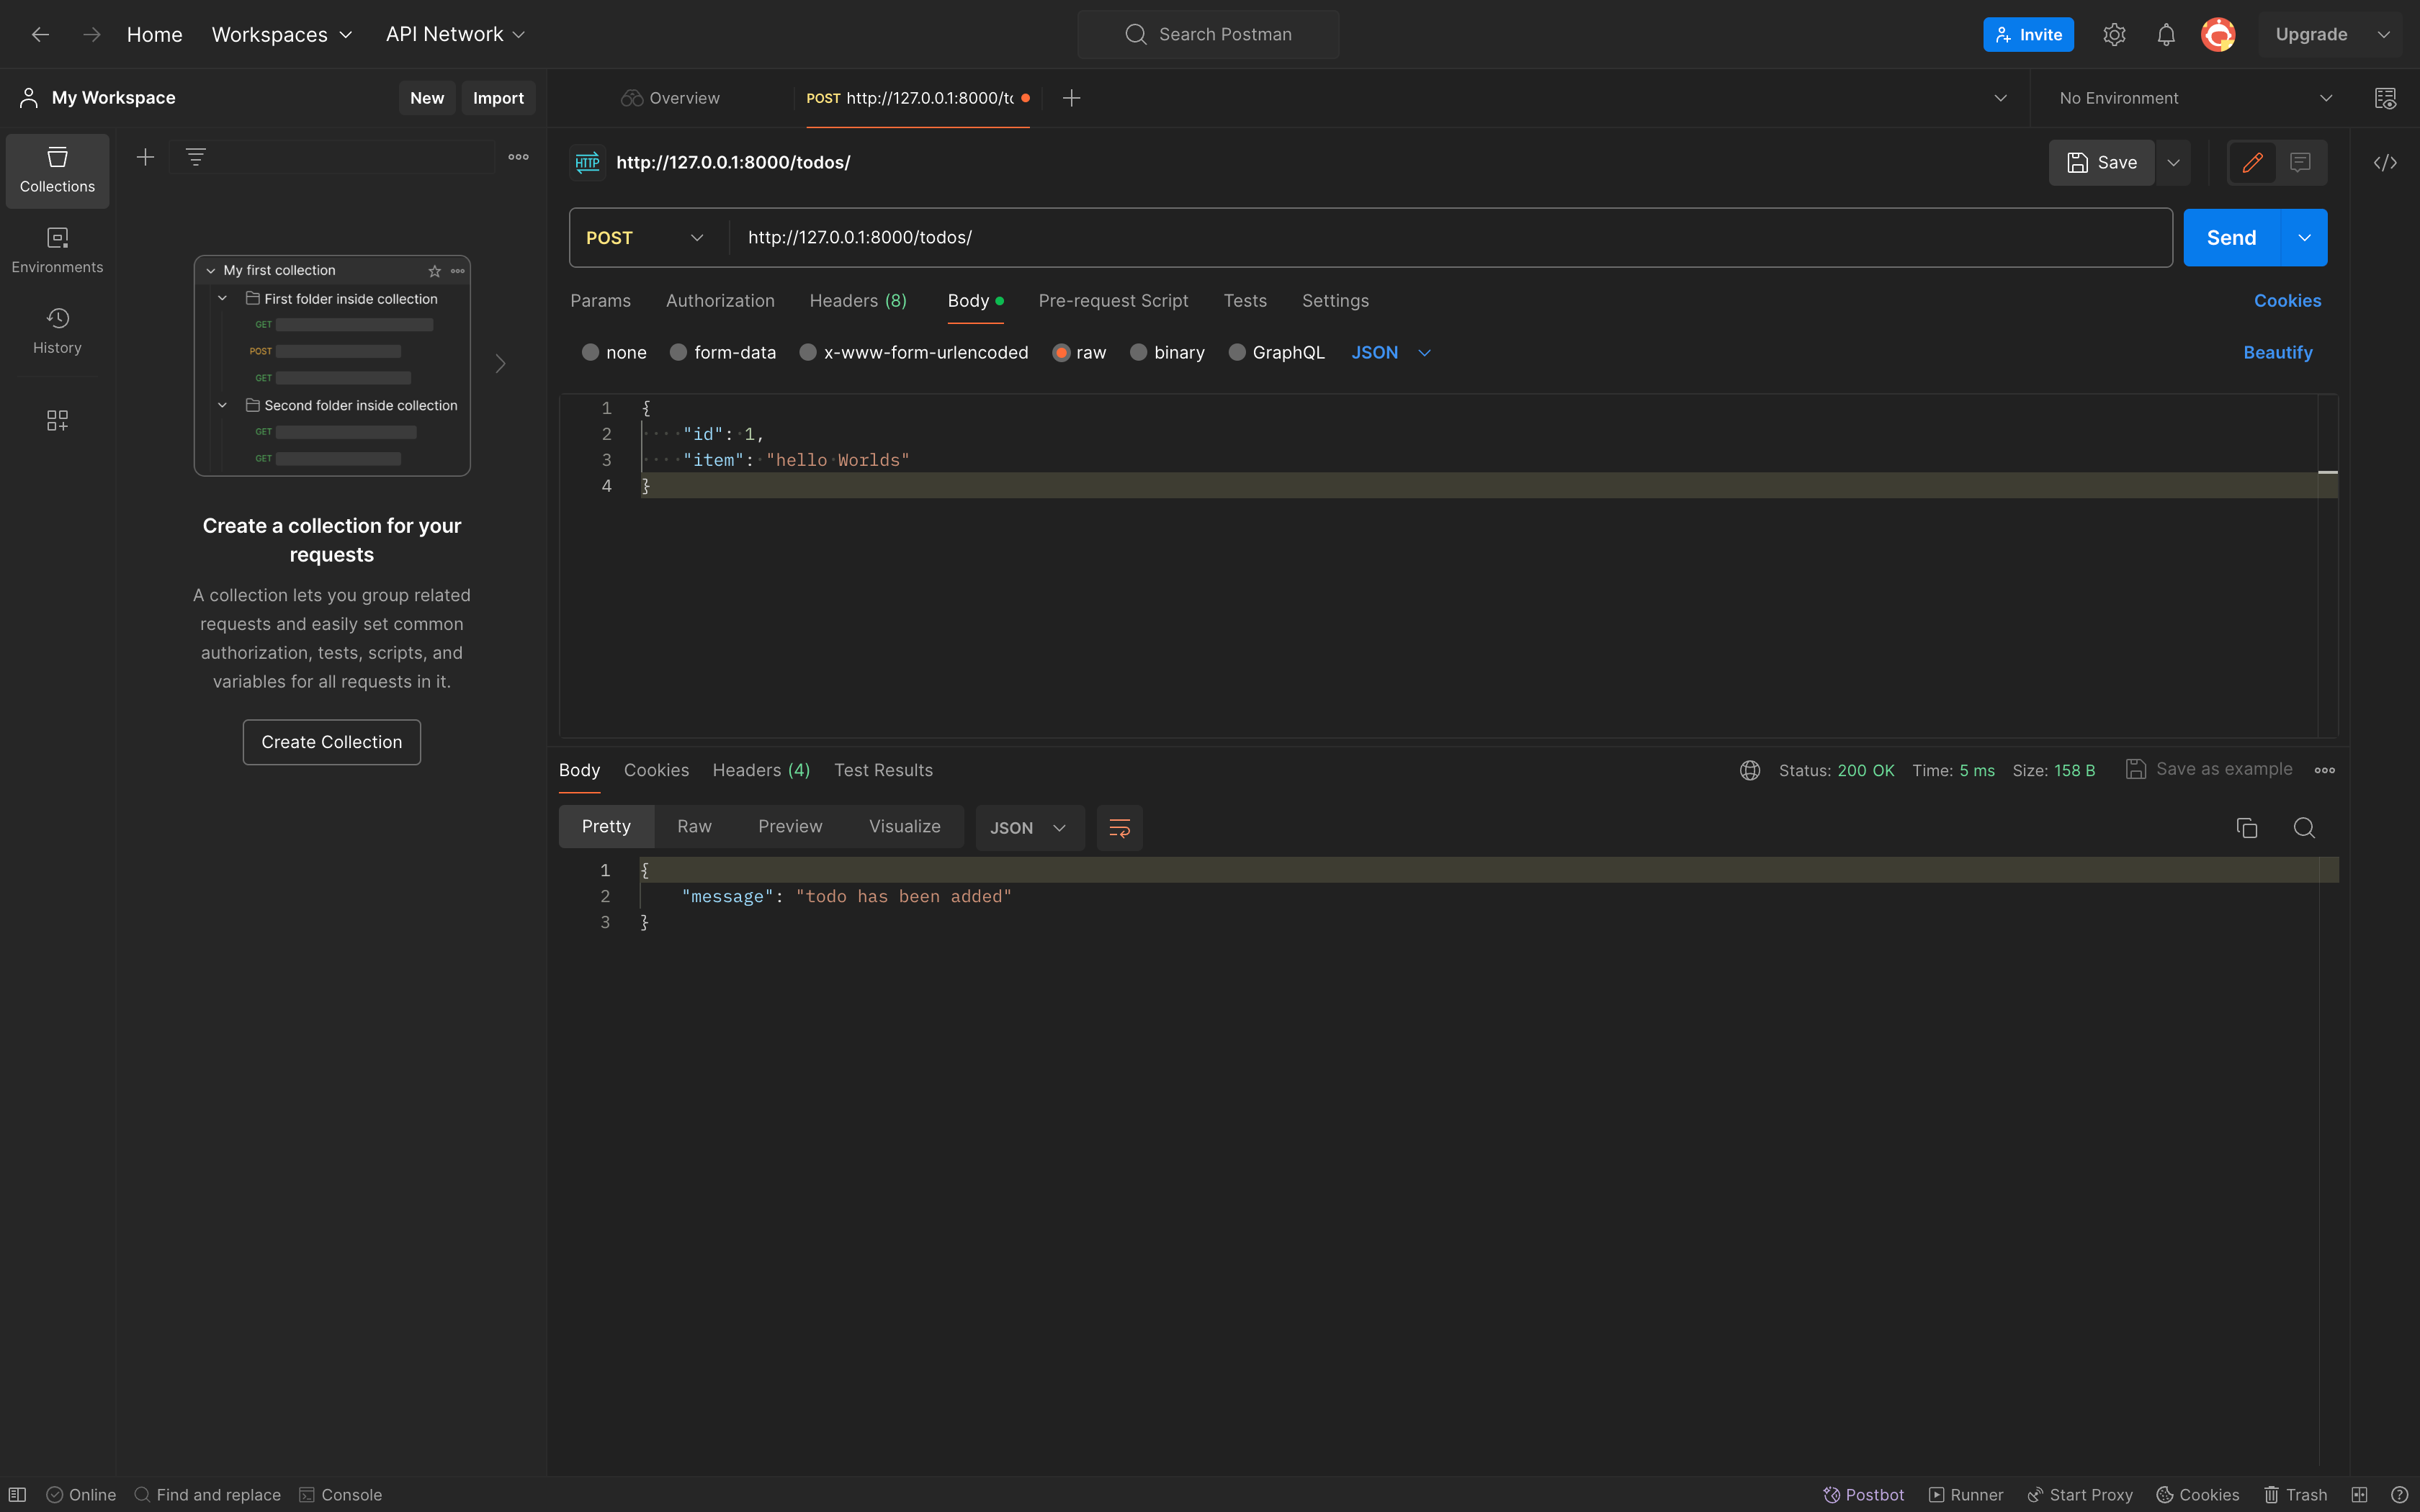 Home Workspaces API Network Search Postman Invite Upgrade
My Workspace New Import Overview POST http://127.0.0.1:8000/to No Environment
Collections
Environments
History
My first collection
First folder inside collection
GET
POST
GET
Second folder inside collection
GET
GET
Create a collection for your
requests
A collection lets you group related
requests and easily set common
authorization, tests, scripts, and
variables for all requests in it.
Create Collection
HTTP http://127.0.0.1:8000/todos/ Save
POST http://127.0.0.1:8000/todos/ Send
Params Authorization Headers (8) Body Pre-request Script Tests Settings Cookies
none form-data x-www-form-urlencoded raw binary GraphQL JSON Beautify
1 {
2 "id": 1,
3 "item": "hello Worlds"
4 }
Body Cookies Headers (4) Test Results Status: 200 OK Time: 5 ms Size: 158 B Save as example
Pretty Raw Preview Visualize JSON
1 {
2 "message": "todo has been added"
3 }
Online Find and replace Console Postbot Runner Start Proxy Cookies Trash